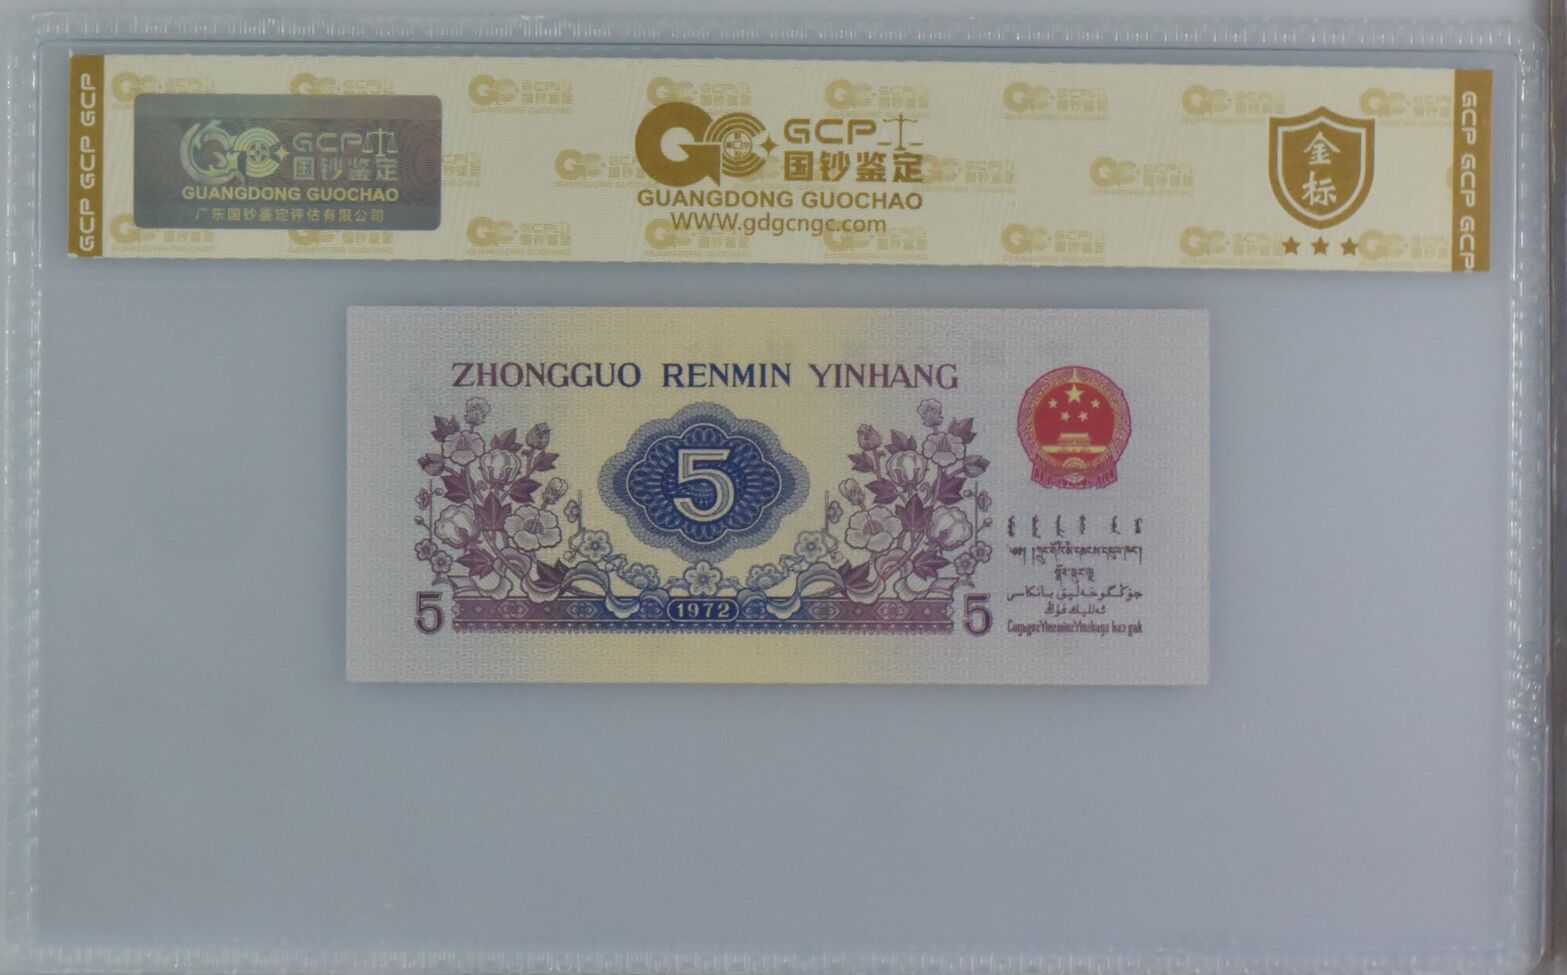 GCP GCP GCP
GCP
国钞鉴定
GUANGDONG GUOCHAO
广东国钞鉴定评估有限公司
GCP
国钞鉴定
GUANGDONG GUOCHAO
WWW.gdgcngc.com
金标
GCP GCP GCP
ZHONGGUO RENMIN YINHANG
5
5
1972
5